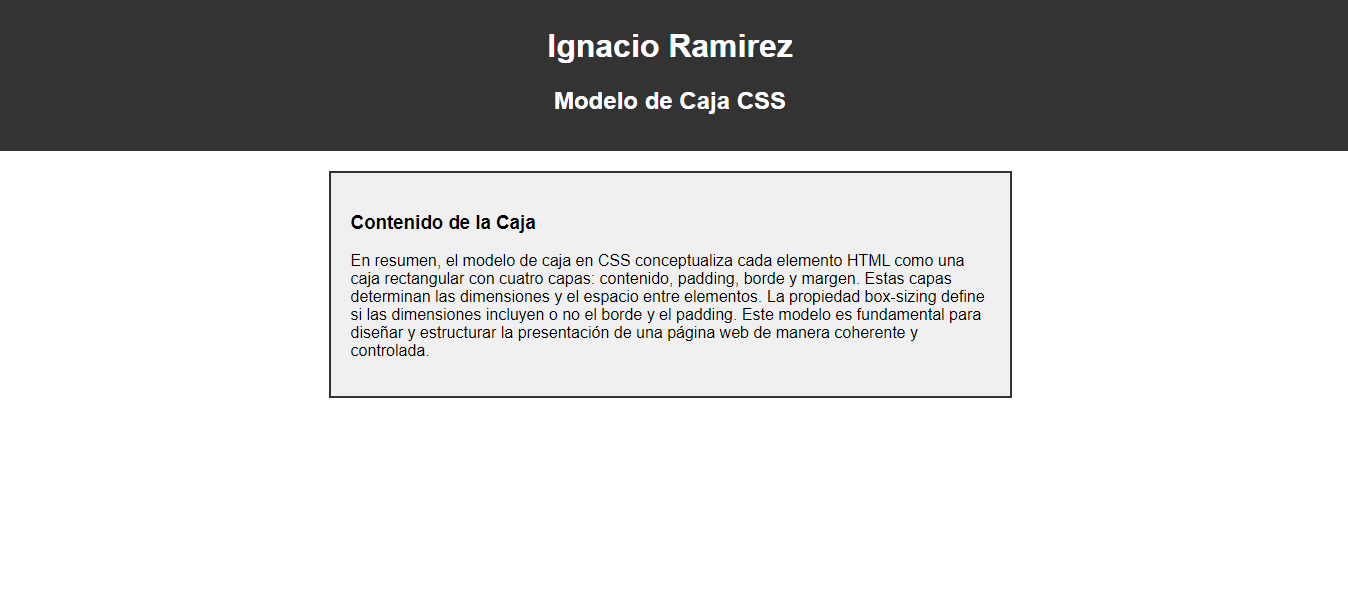 Ignacio Ramirez
Modelo de Caja CSS
Contenido de la Caja
En resumen, el modelo de caja en CSS conceptualiza cada elemento HTML como una
caja rectangular con cuatro capas: contenido, padding, borde y margen. Estas capas
determinan las dimensiones y el espacio entre elementos. La propiedad box-sizing define
si las dimensiones incluyen o no el borde y el padding. Este modelo es fundamental para
diseñar y estructurar la presentación de una página web de manera coherente y
controlada.